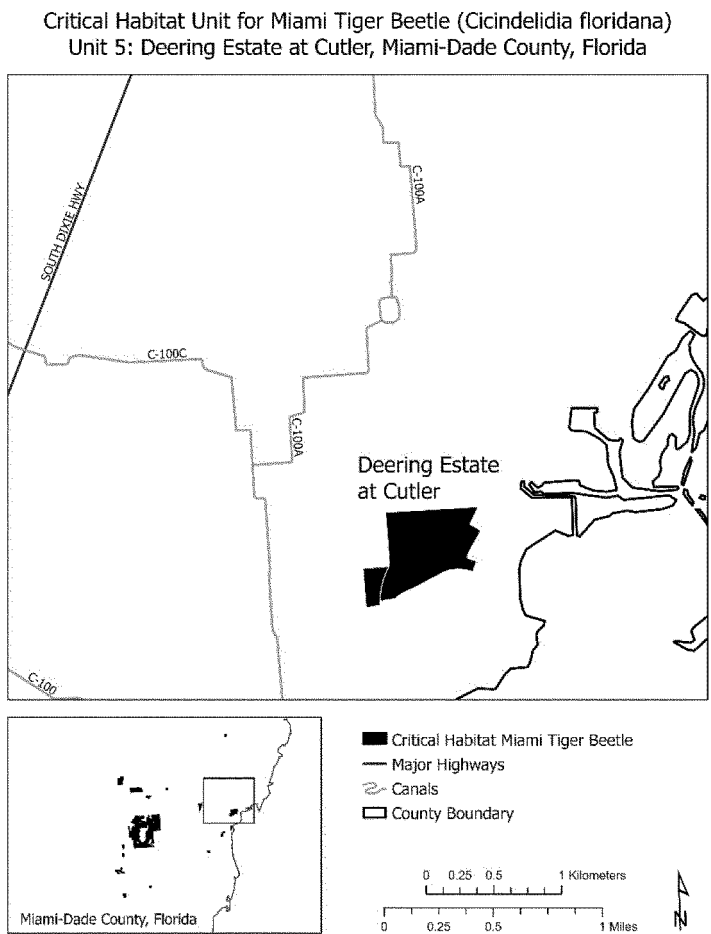 Critical Habitat Unit for Miami Tiger Beetle (Cicindelidia floridana)
Unit 5: Deering Estate at Cutler, Miami-Dade County, Florida
SOUTH DIXIE HWY
C-100A
C-100C
C-100A
Deering Estate
at Cutler
C-100
Critical Habitat Miami Tiger Beetle
Major Highways
Canals
County Boundary
0 0.25 0.5 1 Kilometers
0 0.25 0.5 1 Miles
Miami-Dade County, Florida